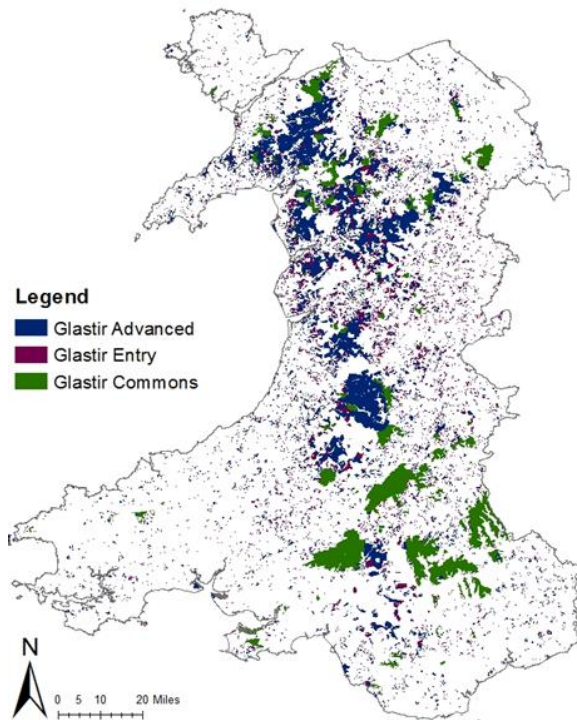 Legend
Glastir Advanced
Glastir Entry
Glastir Commons
N
0 5 10 20 Miles